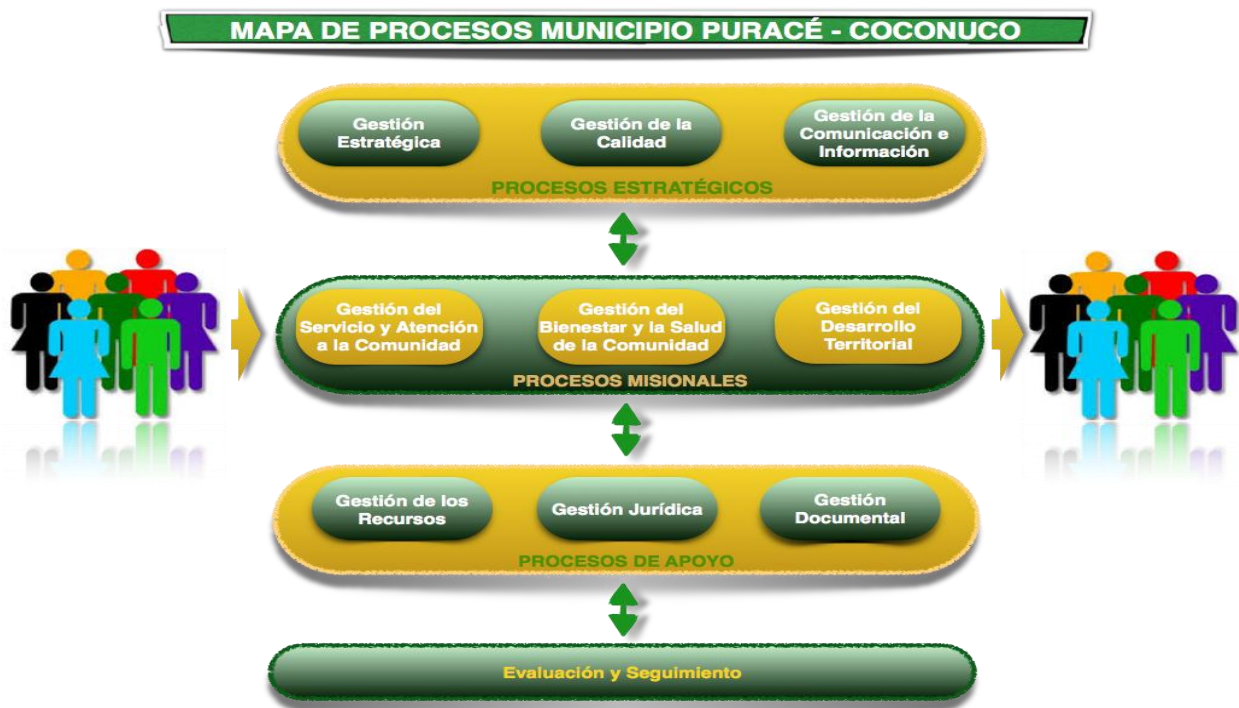 MAPA DE PROCESOS MUNICIPIO PURACÉ - COCONUCO
Gestión
Estratégica
Gestión de la
Calidad
Gestión de la
Comunicación e
Información
PROCESOS ESTRATÉGICOS
Gestión del
Servicio y Atención
a la Comunidad
Gestión del
Bienestar y la Salud
de la Comunidad
Gestión del
Desarrollo
Territorial
PROCESOS MISIONALES
Gestión de los
Recursos
Gestión Jurídica
Gestión
Documental
PROCESOS DE APOYO
Evaluación y Seguimiento